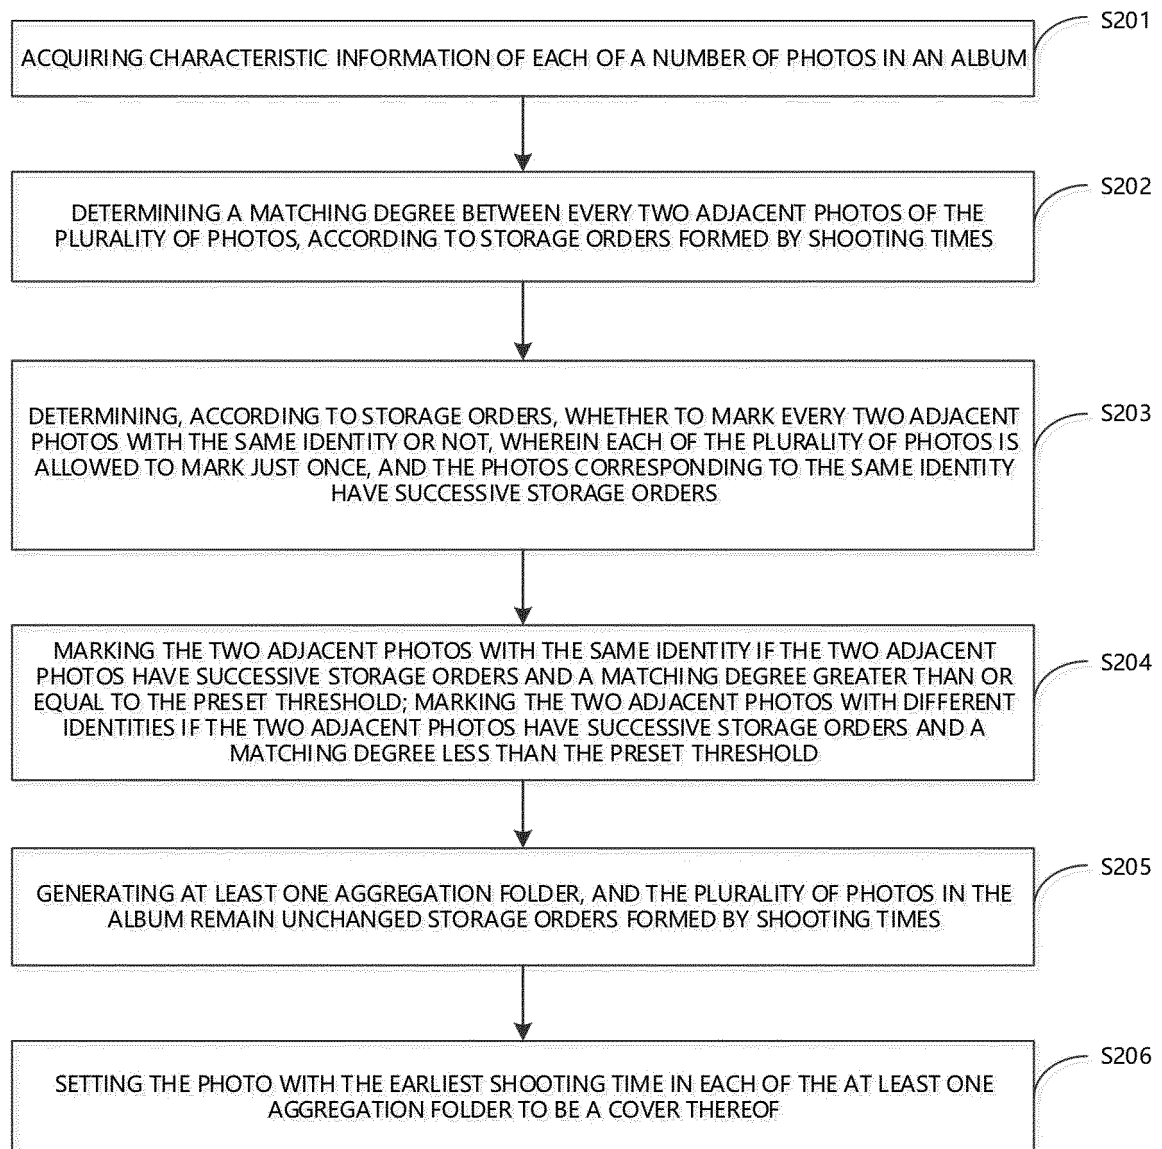 S201
ACQUIRING CHARACTERISTIC INFORMATION OF EACH OF A NUMBER OF PHOTOS IN AN ALBUM
S202
DETERMINING A MATCHING DEGREE BETWEEN EVERY TWO ADJACENT PHOTOS OF THE
PLURALITY OF PHOTOS, ACCORDING TO STORAGE ORDERS FORMED BY SHOOTING TIMES
S203
DETERMINING, ACCORDING TO STORAGE ORDERS, WHETHER TO MARK EVERY TWO ADJACENT
PHOTOS WITH THE SAME IDENTITY OR NOT, WHEREIN EACH OF THE PLURALITY OF PHOTOS IS
ALLOWED TO MARK JUST ONCE, AND THE PHOTOS CORRESPONDING TO THE SAME IDENTITY
HAVE SUCCESSIVE STORAGE ORDERS
S204
MARKING THE TWO ADJACENT PHOTOS WITH THE SAME IDENTITY IF THE TWO ADJACENT
PHOTOS HAVE SUCCESSIVE STORAGE ORDERS AND A MATCHING DEGREE GREATER THAN OR
EQUAL TO THE PRESET THRESHOLD; MARKING THE TWO ADJACENT PHOTOS WITH DIFFERENT
IDENTITIES IF THE TWO ADJACENT PHOTOS HAVE SUCCESSIVE STORAGE ORDERS AND A
MATCHING DEGREE LESS THAN THE PRESET THRESHOLD
S205
GENERATING AT LEAST ONE AGGREGATION FOLDER, AND THE PLURALITY OF PHOTOS IN THE
ALBUM REMAIN UNCHANGED STORAGE ORDERS FORMED BY SHOOTING TIMES
S206
SETTING THE PHOTO WITH THE EARLIEST SHOOTING TIME IN EACH OF THE AT LEAST ONE
AGGREGATION FOLDER TO BE A COVER THEREOF